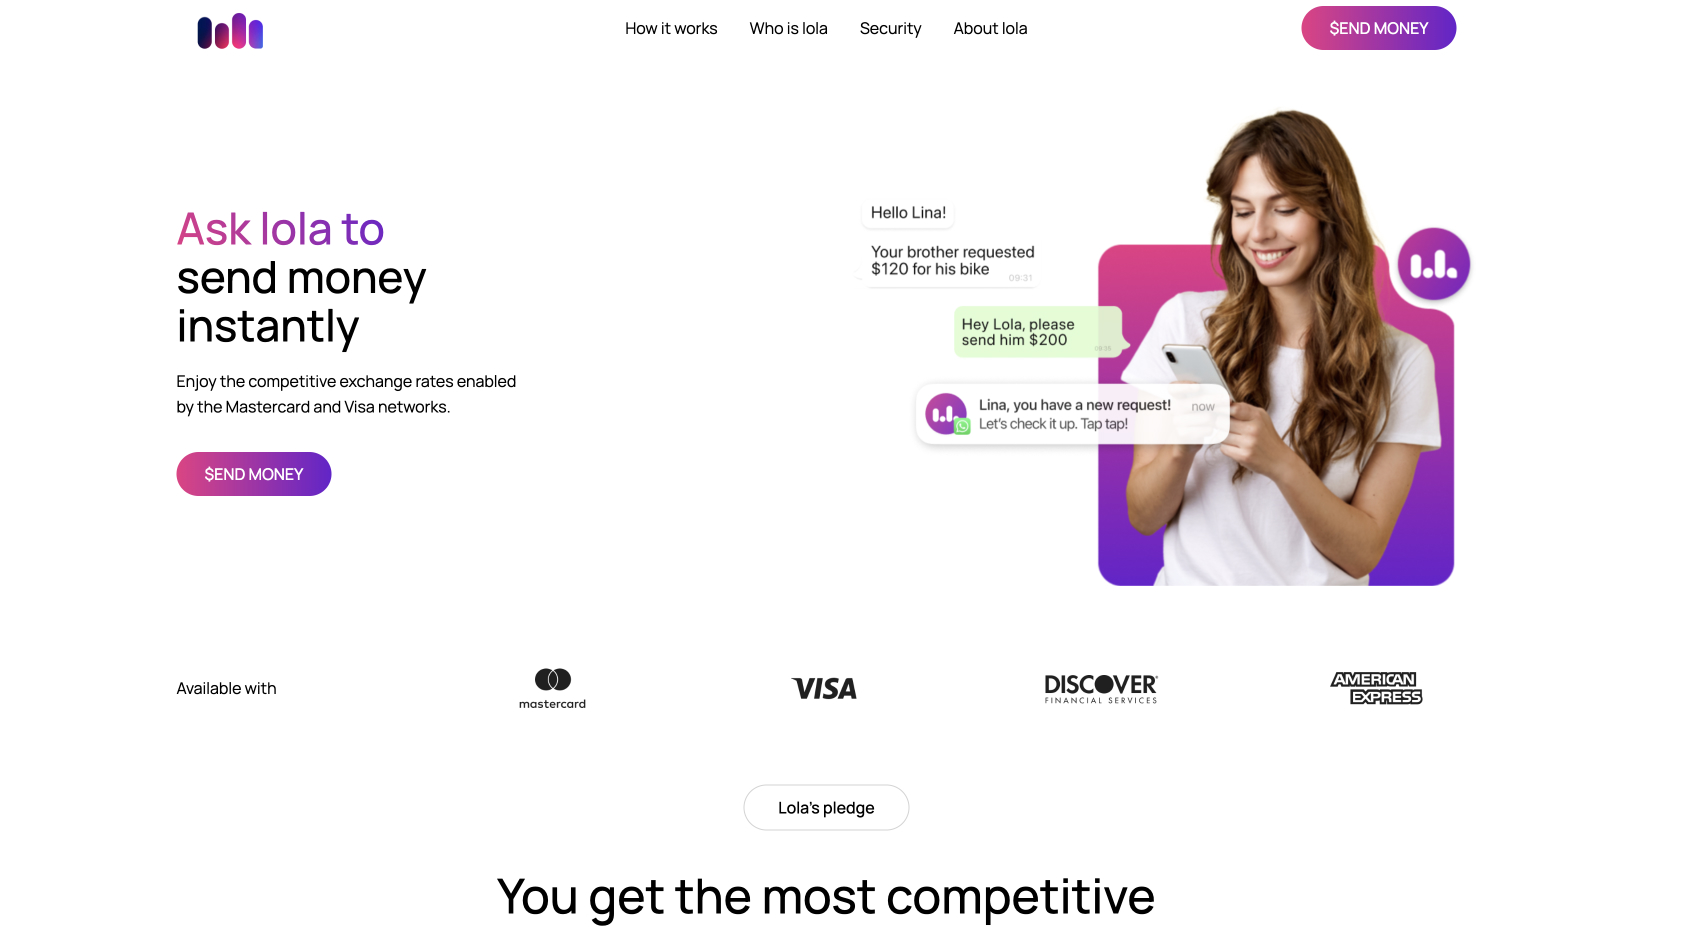 How it works
Who is lola
Security
About lola
$END MONEY
Ask lola to
send money
instantly
Enjoy the competitive exchange rates enabled
by the Mastercard and Visa networks.
$END MONEY
Hello Lina!
Your brother requested
$120 for his bike
09:31
Hey Lola, please
send him $200
Lina, you have a new request!
now
Let's check it up. Tap tap!
Available with
mastercard
VISA
DISCOVER
FINANCIAL SERVICES
AMERICAN
EXPRESS
Lola's pledge
You get the most competitive